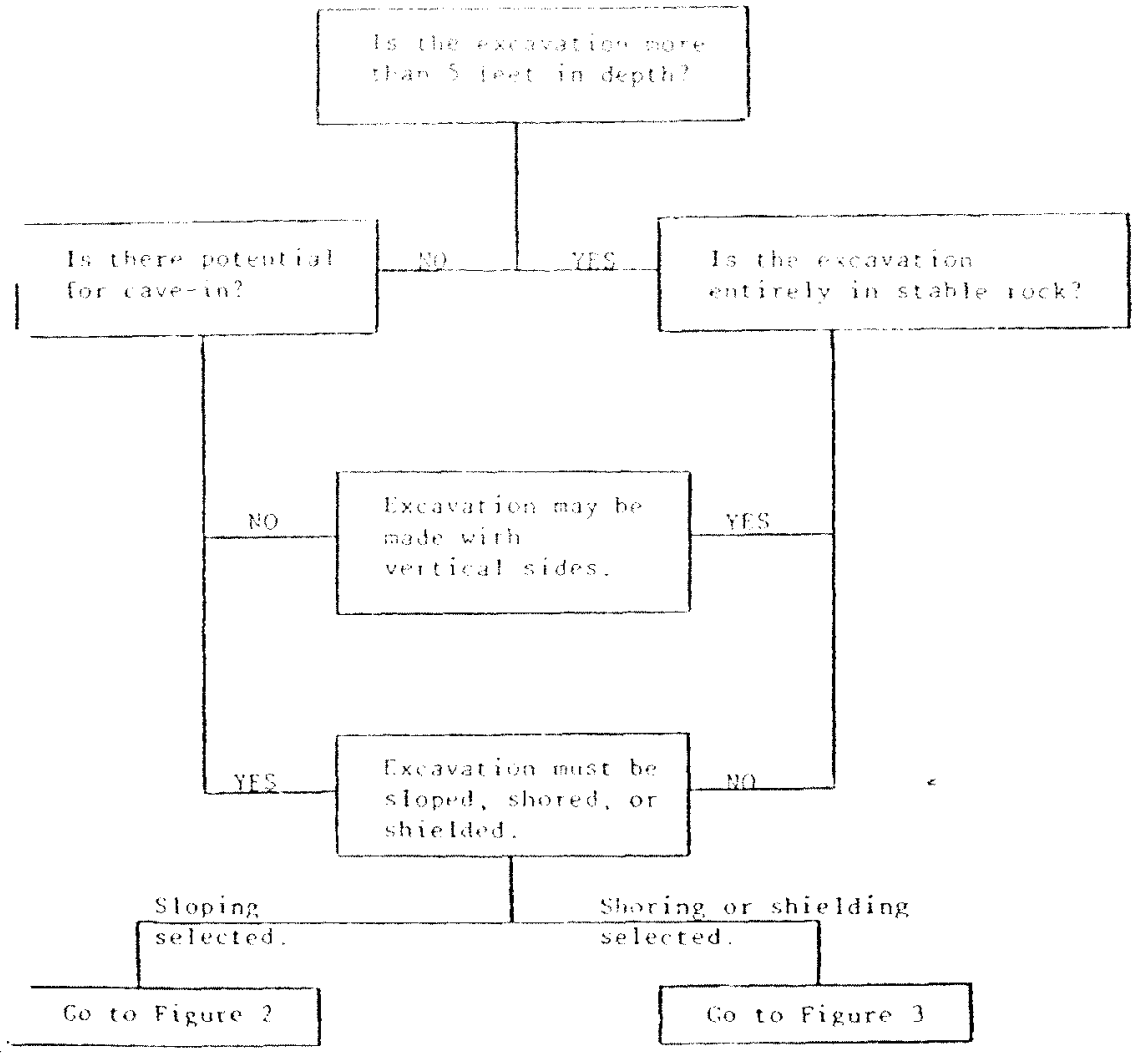 Is the excavation more
than 5 feet in depth?
Is there potential
for cave-in?
NO
YES
Is the excavation
entirely in stable rock?
NO
Excavation may be
made with
vertical sides.
YES
YES
Excavation must be
sloped, shored, or
shielded.
NO
Sloping
selected.
Shoring or shielding
selected.
Go to Figure 2
Go to Figure 3